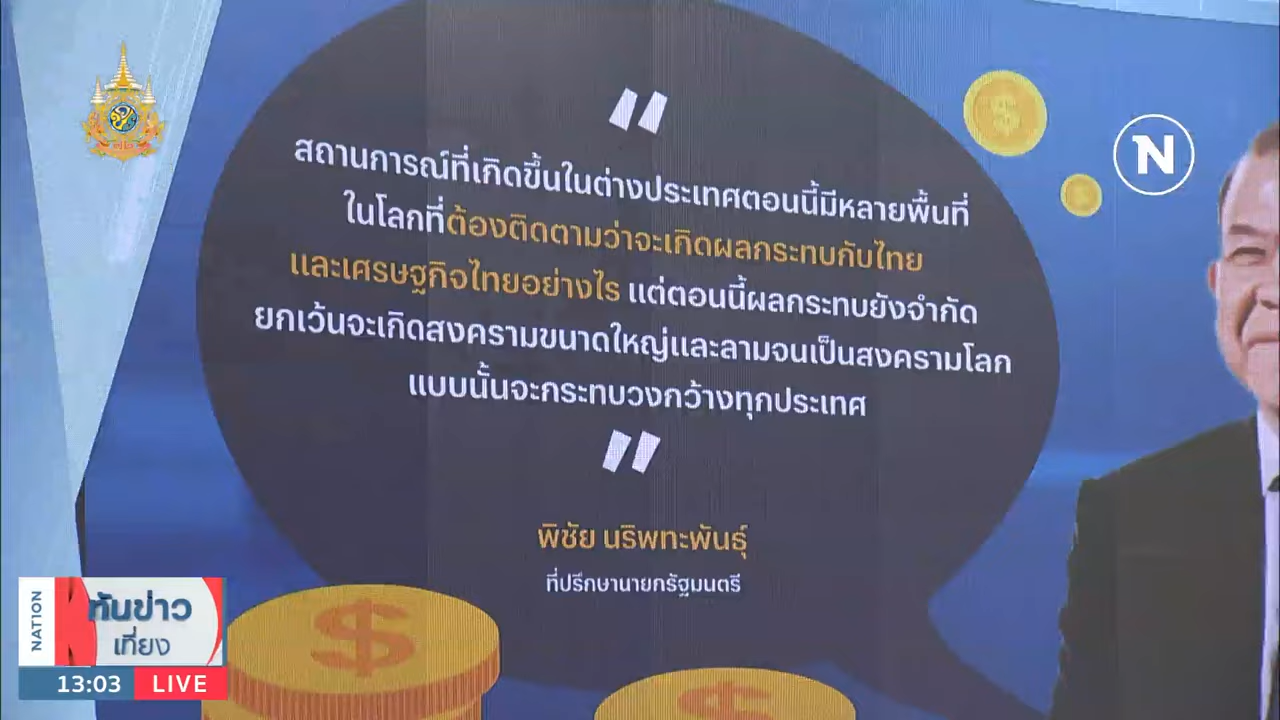 สถานการณ์ที่เกิดขึ้นในต่างประเทศตอนนี้มีหลายพื้นที่
ในโลกที่ต้องติดตามว่าจะเกิดผลกระทบกับไทย
และเศรษฐกิจไทยอย่างไร แต่ตอนนี้ผลกระทบยังจำกัด
ยกเว้นจะเกิดสงครามขนาดใหญ่และลามจนเป็นสงครามโลก
แบบนั้นจะกระทบวงกว้างทุกประเทศ
พิชัย นริพทะพันธุ์
ที่ปรึกษานายกรัฐมนตรี
N
NATION
ทันข่าว
เที่ยง
13:03 LIVE